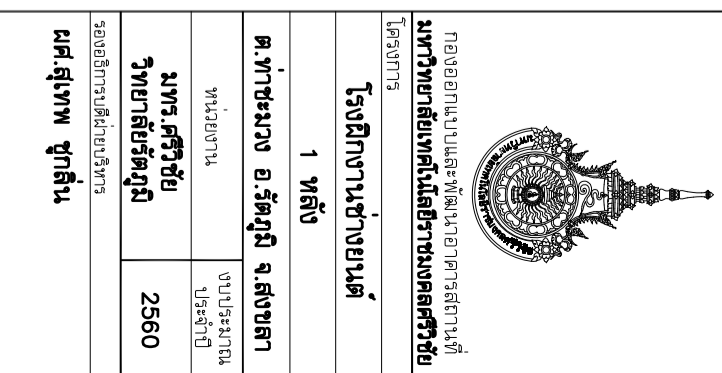 กองออกแบบและพัฒนาอาคารสถานที่
มหาวิทยาลัยเทคโนโลยีราชมงคลศรีวิชัย
โครงการ
โรงฝึกงานช่างยนต์
1 หลัง
ต.ท่าชะมวง อ.รัตภูมิ จ.สงขลา
หน่วยงาน
มทร.ศรีวิชัย
วิทยาลัยรัตภูมิ
งบประมาณ
ประจำปี
2560
รองอธิการบดีฝ่ายบริหาร
ผศ.สุเทพ ชูกลิ่น